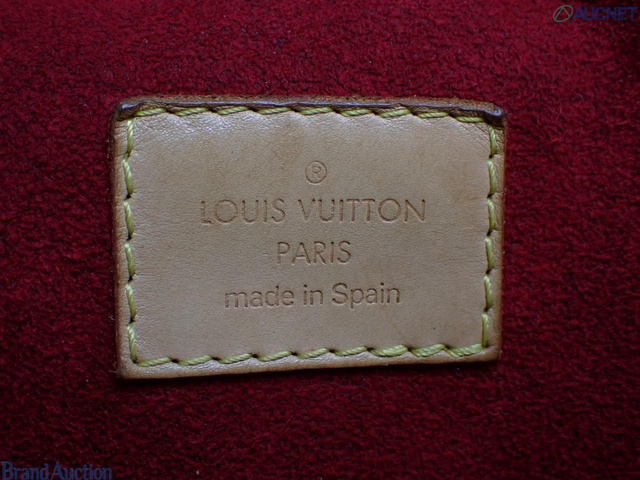 AUCNET
®
LOUIS VUITTON
PARIS
made in Spain
Brand Auction